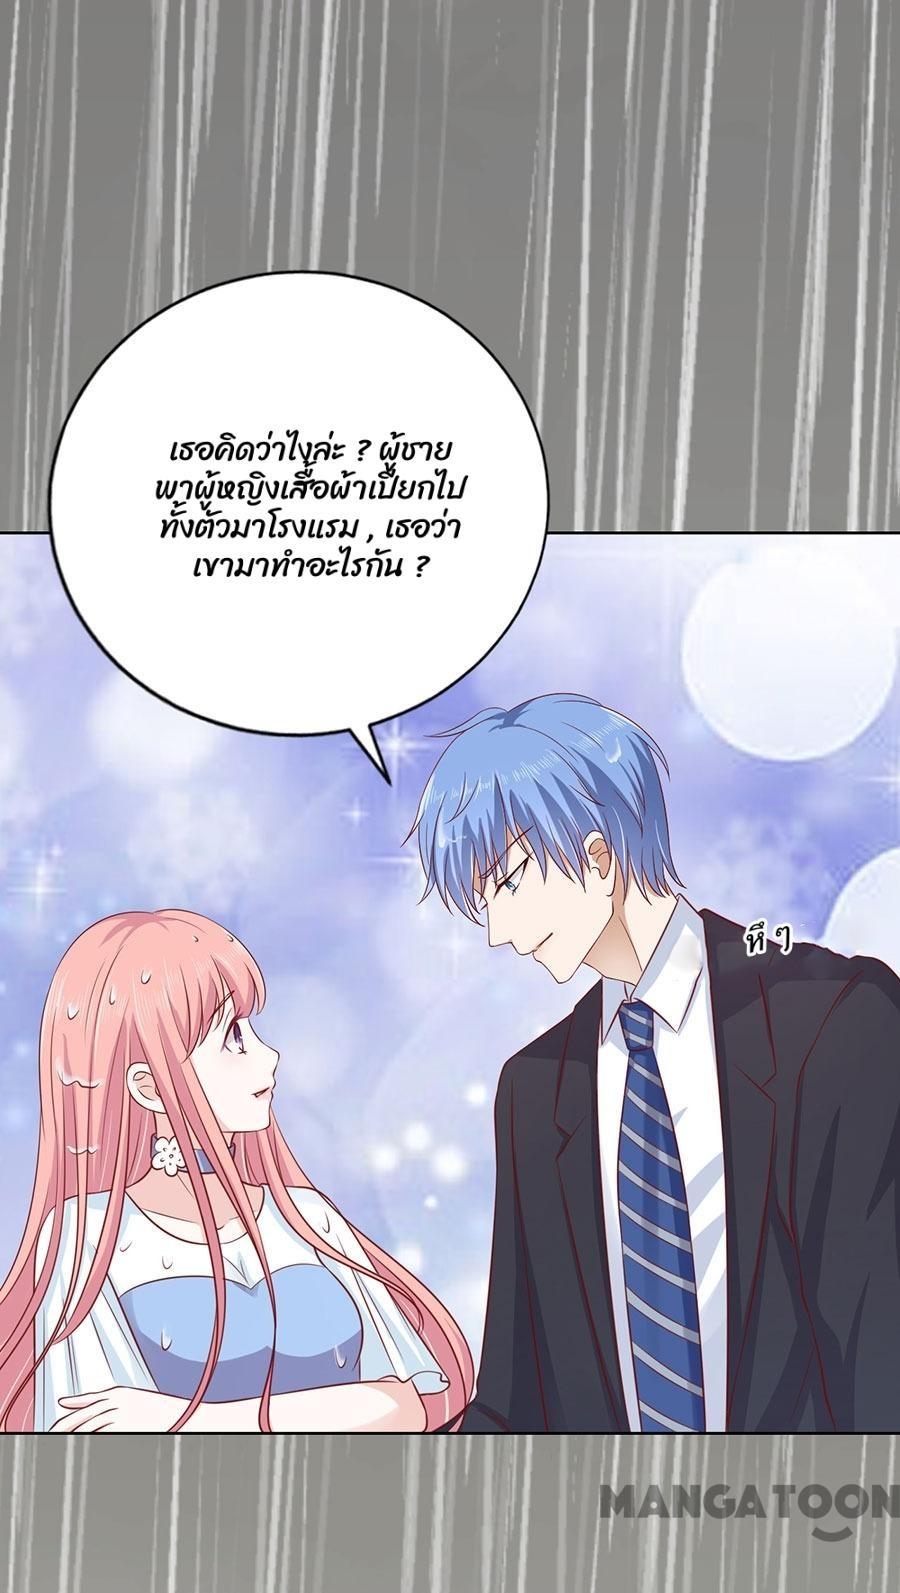 เธอคิดว่าไงล่ะ ? ผู้ชาย
พาผู้หญิงเสื้อผ้าเปียกไป
ทั้งตัวมาโรงแรม , เธอว่า
เขามาทำอะไรกัน ?
หึ ๆ
MANGATOON